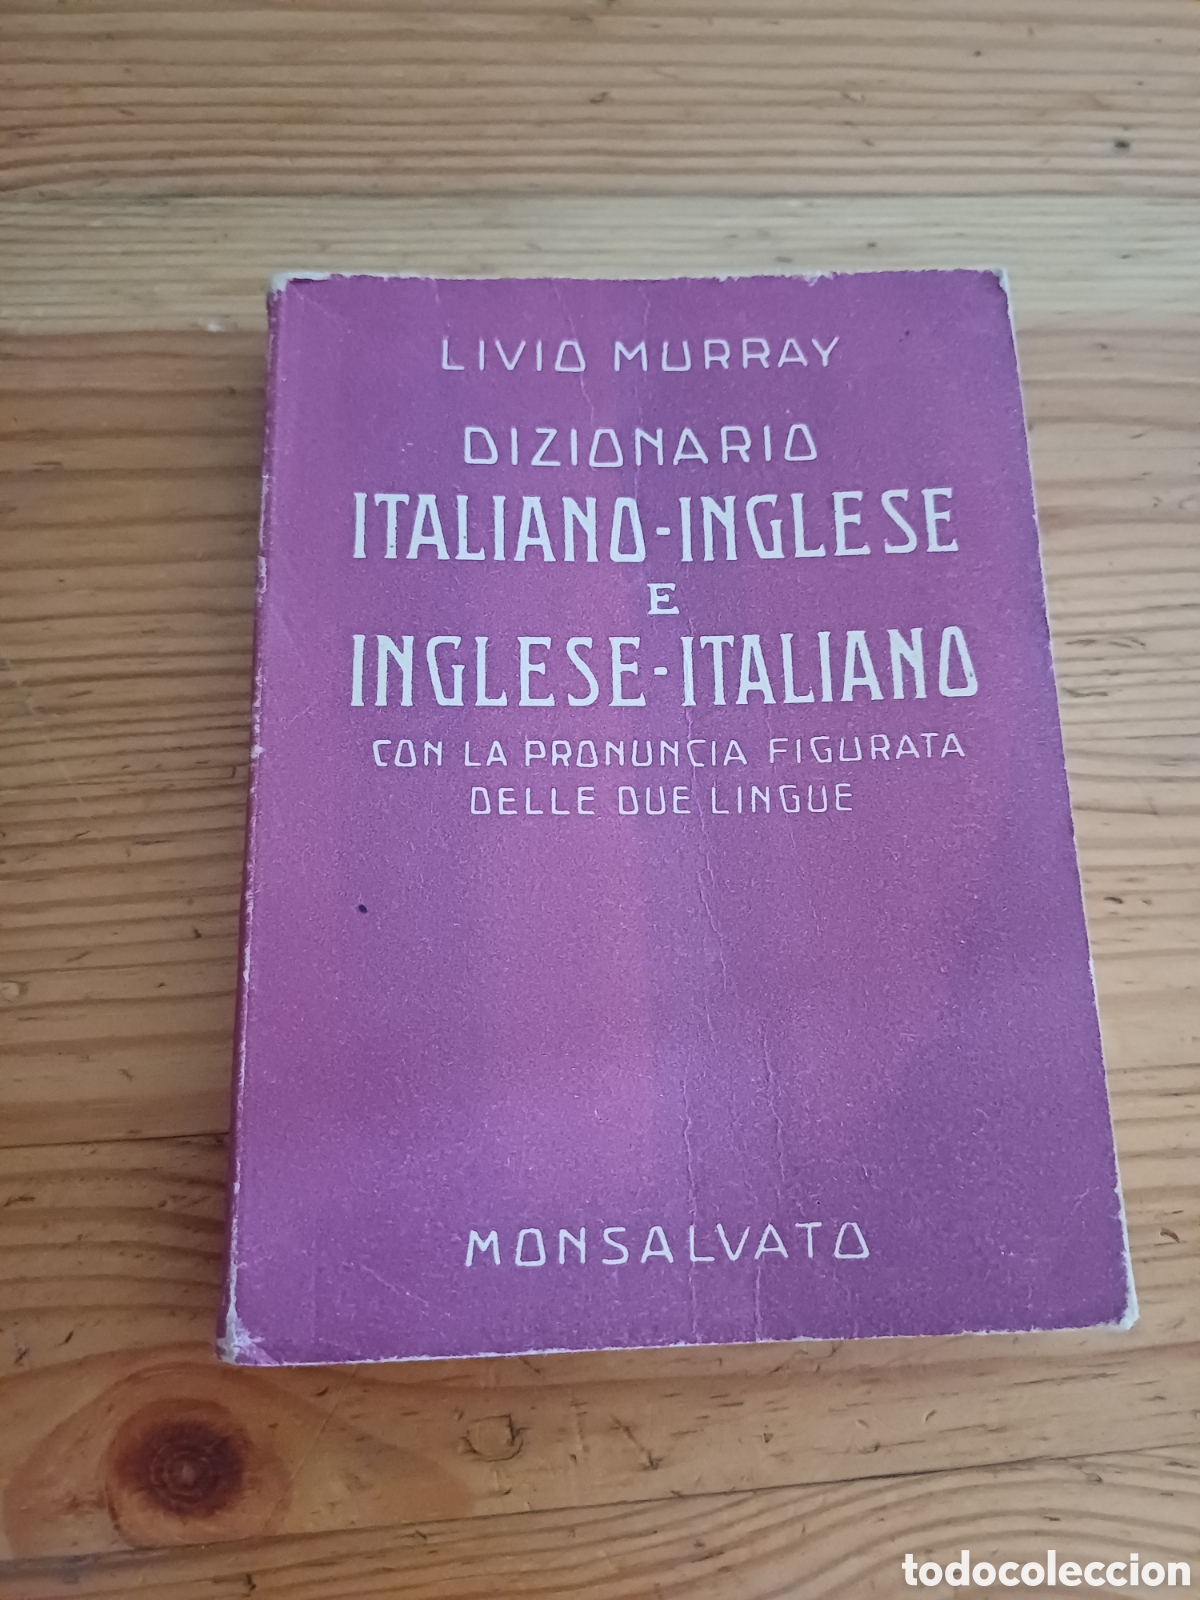 LIVIO MURRAY
DIZIONARIO
ITALIANO-INGLESE
E
INGLESE-ITALIANO
CON LA PRONUNCIA FIGURATA
DELLE DUE LINGUE
MONSALVATO
todocoleccion